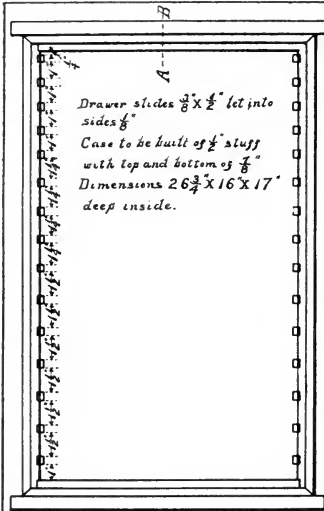 B
A
Drawer slides 3/8" X 1/2" let into
sides 1/8"
Case to be built of 1/2" stuff
with top and bottom of 7/8"
Dimensions 26 3/4" X 16" X 17"
deep inside.